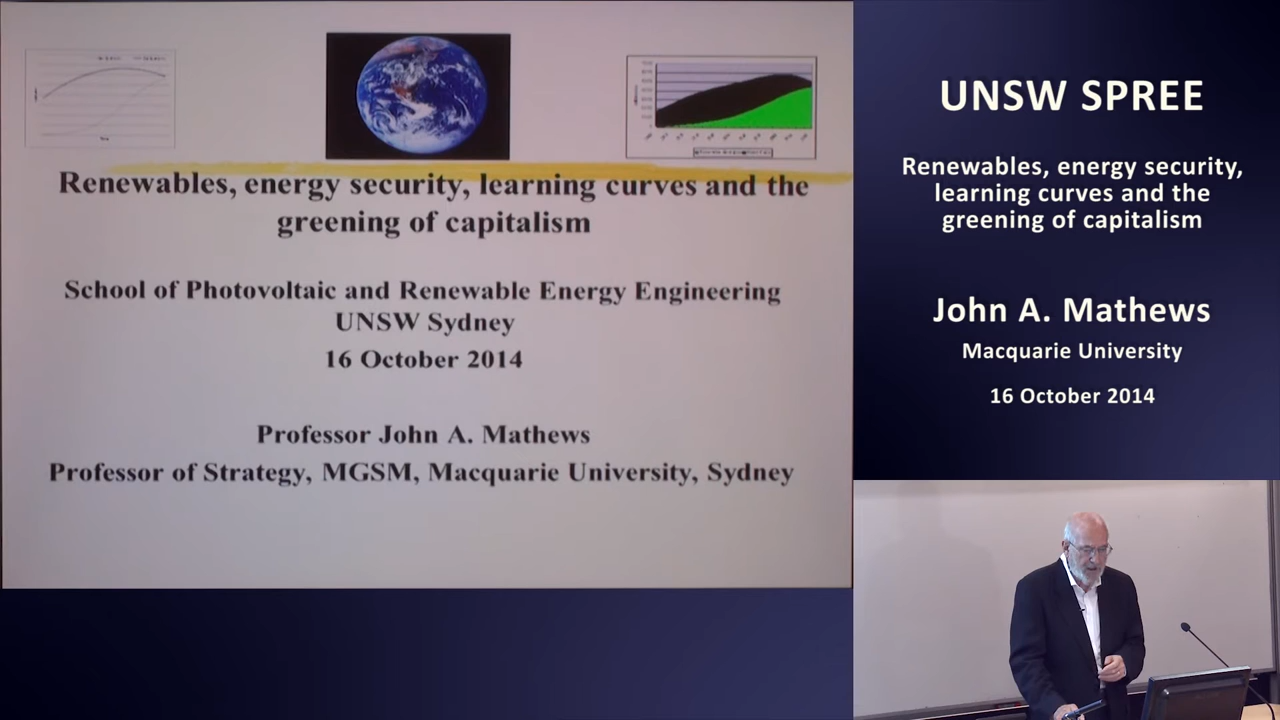 Renewables, energy security, learning curves and the
greening of capitalism
School of Photovoltaic and Renewable Energy Engineering
UNSW Sydney
16 October 2014
Professor John A. Mathews
Professor of Strategy, MGSM, Macquarie University, Sydney
UNSW SPREE
Renewables, energy security,
learning curves and the
greening of capitalism
John A. Mathews
Macquarie University
16 October 2014